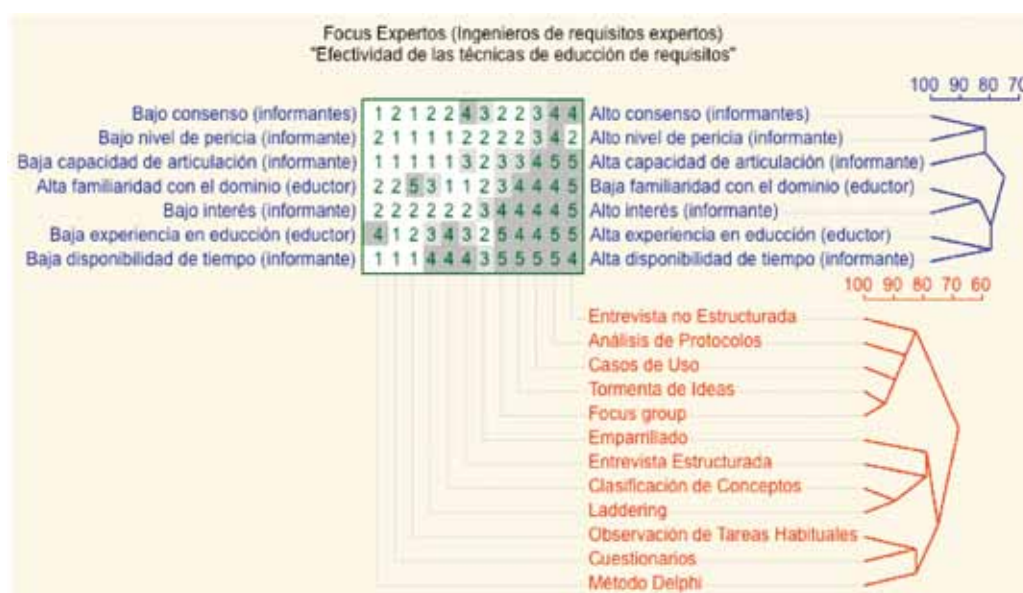 Focus Expertos (Ingenieros de requisitos expertos)
"Efectividad de las técnicas de educción de requisitos"
100 90 80 70
Bajo consenso (informantes) 1 2 1 2 2 4 3 2 2 3 4 4 Alto consenso (informantes)
Bajo nivel de pericia (informante) 2 1 1 1 1 2 2 2 2 3 4 2 Alto nivel de pericia (informante)
Baja capacidad de articulación (informante) 1 1 1 1 1 3 2 3 3 4 5 5 Alta capacidad de articulación (informante)
Alta familiaridad con el dominio (eductor) 2 2 5 3 1 1 2 3 4 4 4 5 Baja familiaridad con el dominio (eductor)
Bajo interés (informante) 2 2 2 2 2 2 3 4 4 4 4 5 Alto interés (informante)
Baja experiencia en educción (eductor) 4 1 2 3 4 3 2 5 4 4 5 5 Alta experiencia en educción (eductor)
Baja disponibilidad de tiempo (informante) 1 1 1 4 4 4 3 5 5 5 5 4 Alta disponibilidad de tiempo (informante)
100 90 80 70 60
Entrevista no Estructurada
Análisis de Protocolos
Casos de Uso
Tormenta de Ideas
Focus group
Emparrillado
Entrevista Estructurada
Clasificación de Conceptos
Laddering
Observación de Tareas Habituales
Cuestionarios
Método Delphi